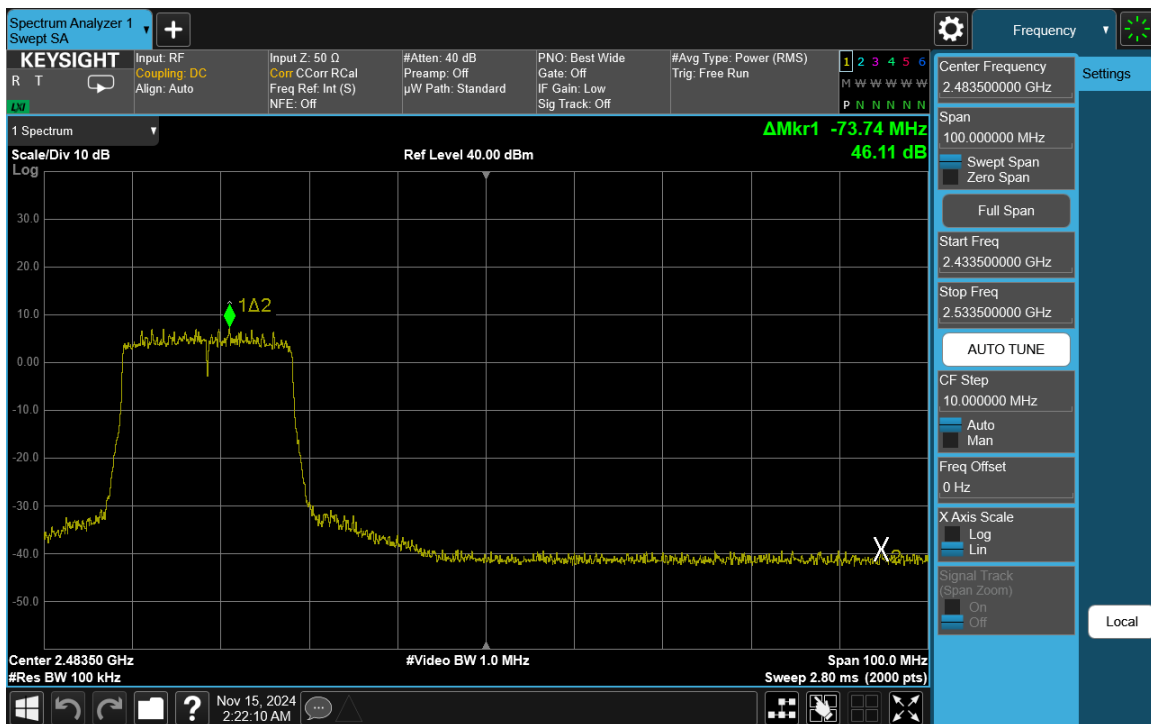 Spectrum Analyzer 1
Swept SA
+
Frequency
KEYSIGHT
R T
LXI
Input: RF
Coupling: DC
Align: Auto
Input Z: 50 Ω
Corr CCorr RCal
Freq Ref: Int (S)
NFE: Off
#Atten: 40 dB
Preamp: Off
µW Path: Standard
PNO: Best Wide
Gate: Off
IF Gain: Low
Sig Track: Off
#Avg Type: Power (RMS)
Trig: Free Run
1 2 3 4 5 6
M W W W W W
P N N N N N
1 Spectrum
Scale/Div 10 dB
Log
Ref Level 40.00 dBm
ΔMkr1 -73.74 MHz
46.11 dB
30.0
20.0
10.0
0.00
-10.0
-20.0
-30.0
-40.0
-50.0
1Δ2
X2
Center 2.48350 GHz
#Res BW 100 kHz
#Video BW 1.0 MHz
Span 100.0 MHz
Sweep 2.80 ms (2000 pts)
Center Frequency
2.483500000 GHz
Settings
Span
100.000000 MHz
Swept Span
Zero Span
Full Span
Start Freq
2.433500000 GHz
Stop Freq
2.533500000 GHz
AUTO TUNE
CF Step
10.000000 MHz
Auto
Man
Freq Offset
0 Hz
X Axis Scale
Log
Lin
Signal Track
(Span Zoom)
On
Off
Local
?
Nov 15, 2024
2:22:10 AM